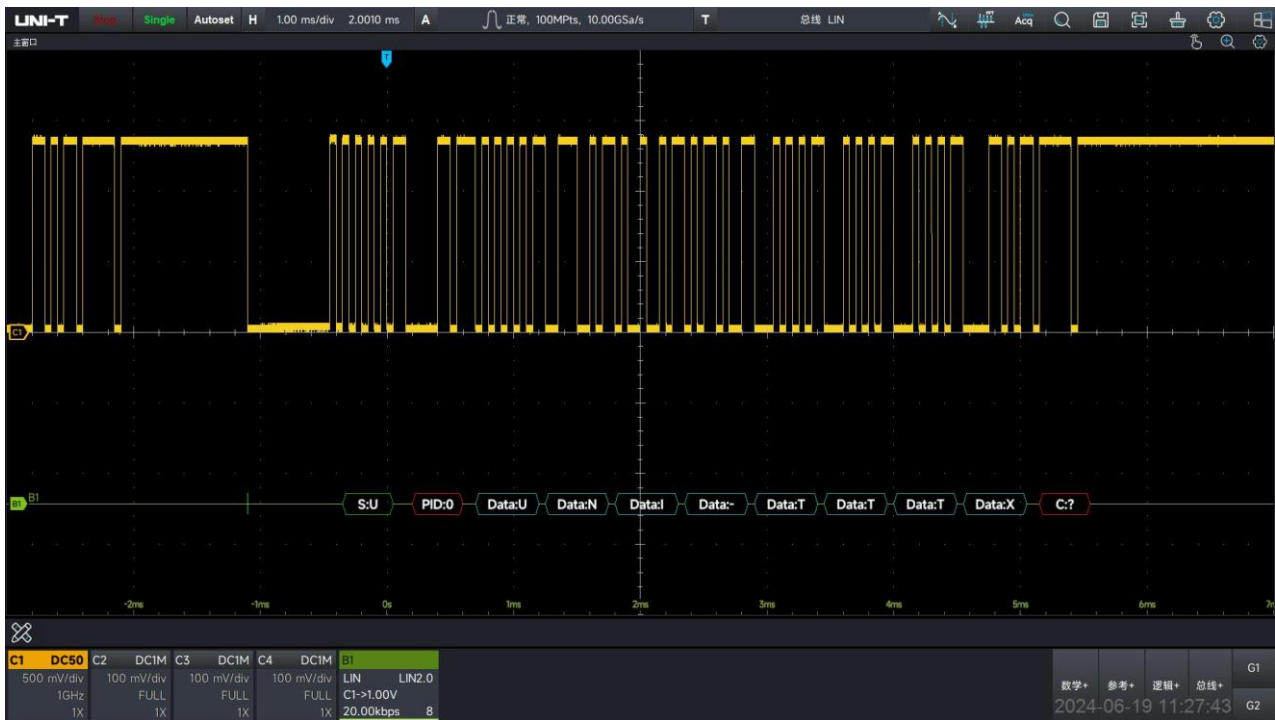 UNI-T Stop Single Autoset H 1.00 ms/div 2.0010 ms A 正常, 100MPts, 10.00GSa/s T 总线 LIN Acq
主窗口
T
C1
B1 B1 S:U PID:0 Data:U Data:N Data:I Data:- Data:T Data:T Data:T Data:X C:?
-2ms -1ms 0s 1ms 2ms 3ms 4ms 5ms 6ms
C1 DC50 C2 DC1M C3 DC1M C4 DC1M B1
500 mV/div 100 mV/div 100 mV/div 100 mV/div LIN LIN2.0
1GHz FULL FULL FULL C1->1.00V
1X 1X 1X 1X 20.00kbps 8
数学+ 参考+ 逻辑+ 总线+ G1
2024-06-19 11:27:43 G2